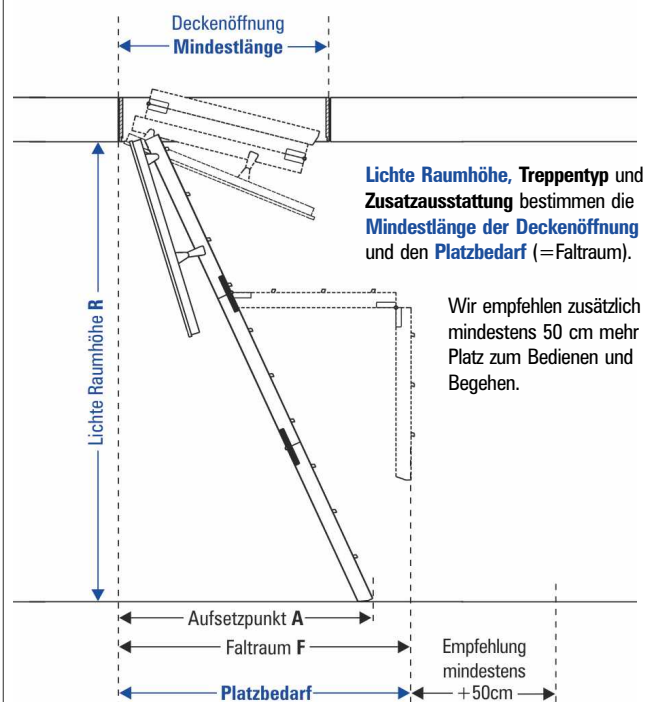 Deckenöffnung
Mindestlänge
Lichte Raumhöhe, Treppentyp und
Zusatzausstattung bestimmen die
Mindestlänge der Deckenöffnung
und den Platzbedarf (=Faltraum).
Wir empfehlen zusätzlich
mindestens 50 cm mehr
Platz zum Bedienen und
Begehen.
Lichte Raumhöhe R
Aufsetzpunkt A
Faltraum F
Platzbedarf
Empfehlung
mindestens
+50cm